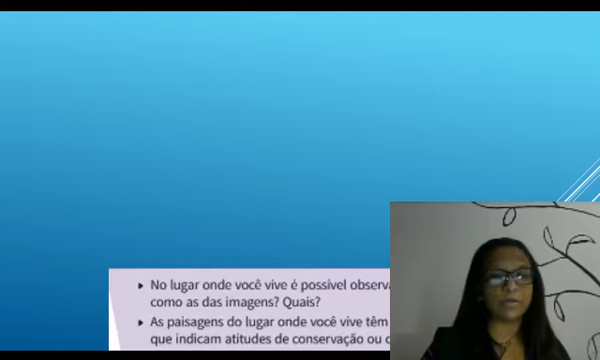 No lugar onde você vive é possível
como as das imagens? Quais?
As paisagens do lugar onde você vive têm
que indicam atitudes de conservação ou